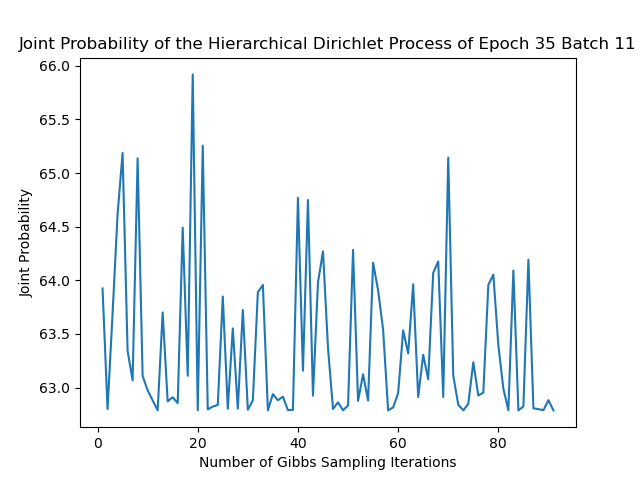 Joint Probability of the Hierarchical Dirichlet Process of Epoch 35 Batch 11
66.0
65.5
65.0
64.5
64.0
63.5
63.0
Joint Probability
0 20 40 60 80
Number of Gibbs Sampling Iterations